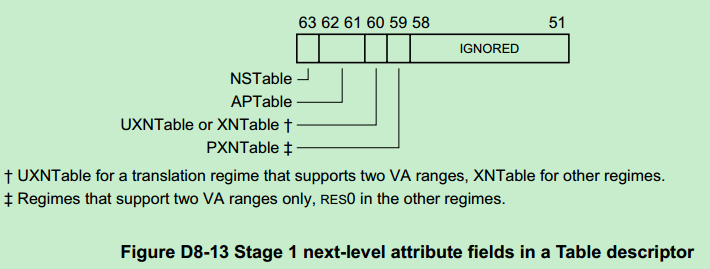 63 62 61 60 59 58 51
IGNORED
NSTable
APTable
UXNTable or XNTable †
PXNTable ‡
† UXNTable for a translation regime that supports two VA ranges, XNTable for other regimes.
‡ Regimes that support two VA ranges only, RES0 in the other regimes.
Figure D8-13 Stage 1 next-level attribute fields in a Table descriptor